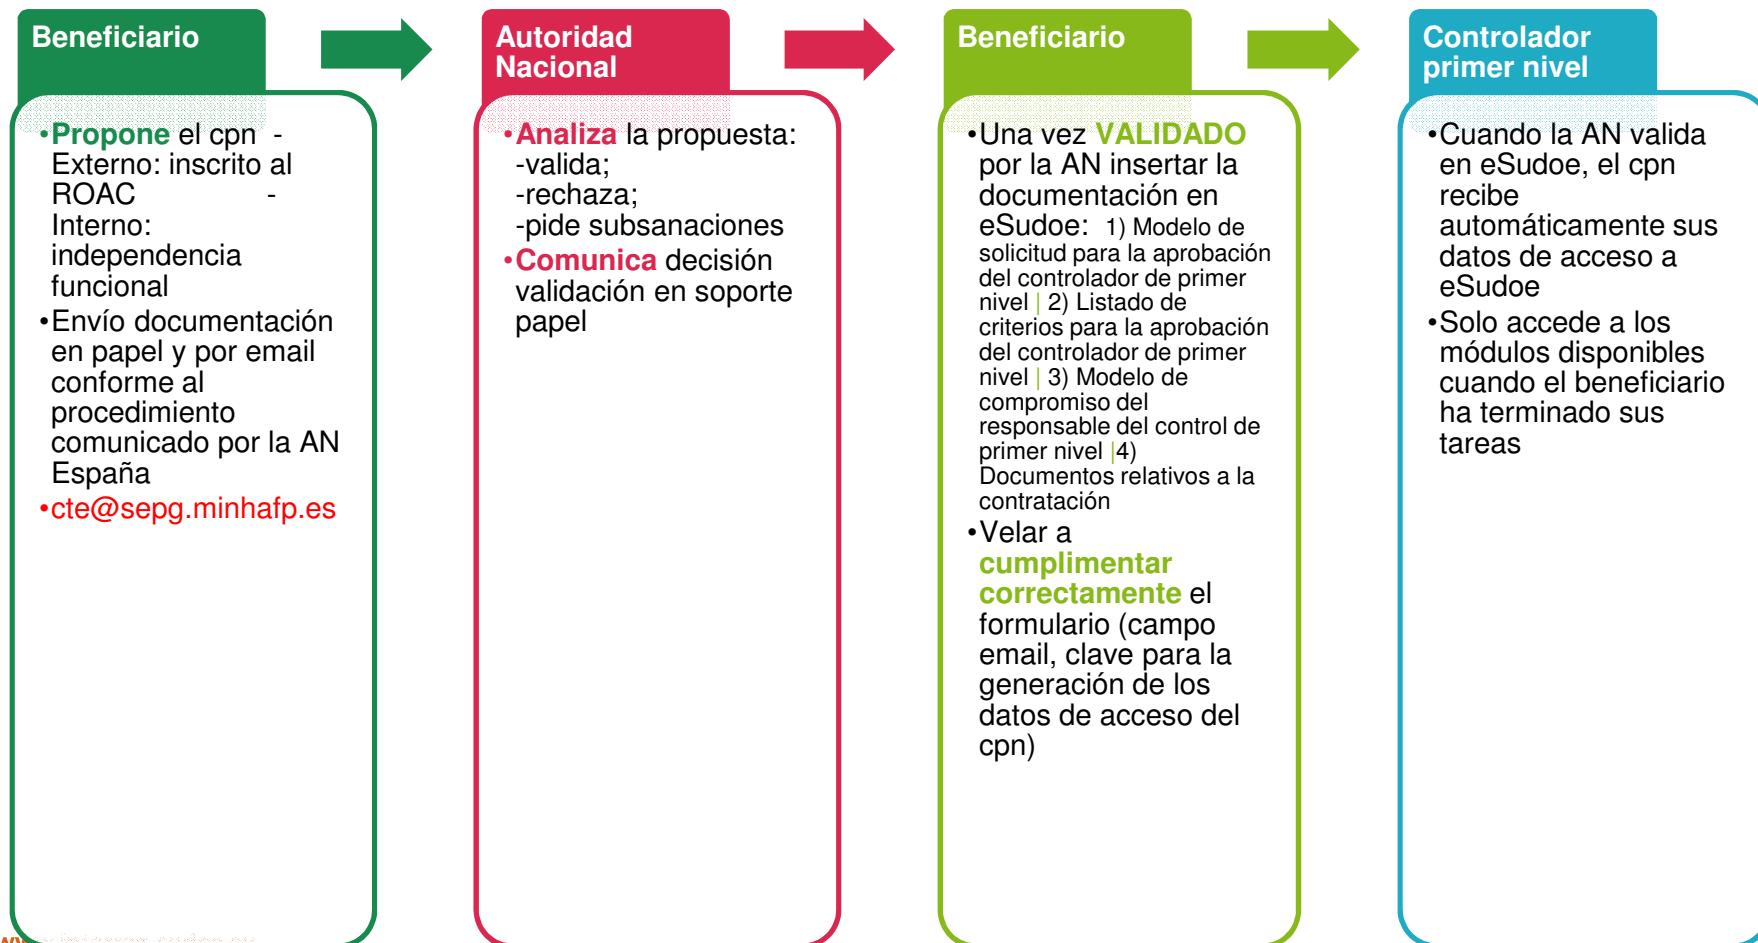 Beneficiario
•Propone el cpn -
Externo: inscrito al
ROAC -
Interno:
independencia
funcional
•Envío documentación
en papel y por email
conforme al
procedimiento
comunicado por la AN
España
•cte@sepg.minhafp.es
Autoridad
Nacional
•Analiza la propuesta:
-valida;
-rechaza;
-pide subsanaciones
•Comunica decisión
validación en soporte
papel
Beneficiario
•Una vez VALIDADO
por la AN insertar la
documentación en
eSudoe: 1) Modelo de
solicitud para la aprobación
del controlador de primer
nivel | 2) Listado de
criterios para la aprobación
del controlador de primer
nivel | 3) Modelo de
compromiso del
responsable del control de
primer nivel |4)
Documentos relativos a la
contratación
•Velar a
cumplimentar
correctamente el
formulario (campo
email, clave para la
generación de los
datos de acceso del
cpn)
Controlador
primer nivel
•Cuando la AN valida
en eSudoe, el cpn
recibe
automáticamente sus
datos de acceso a
eSudoe
•Solo accede a los
módulos disponibles
cuando el beneficiario
ha terminado sus
tareas